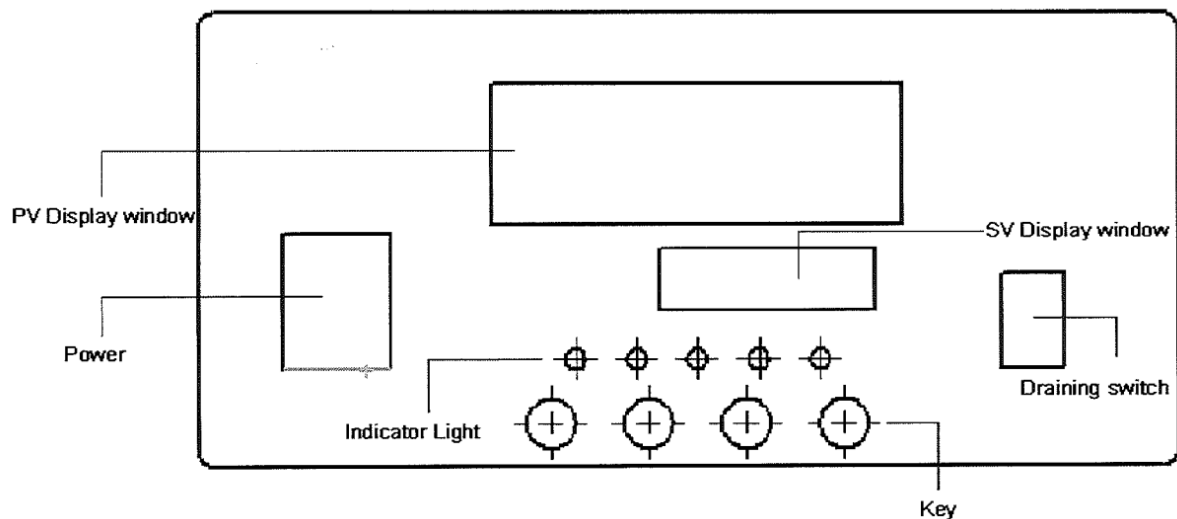 PV Display window
SV Display window
Power
Draining switch
Indicator Light
Key